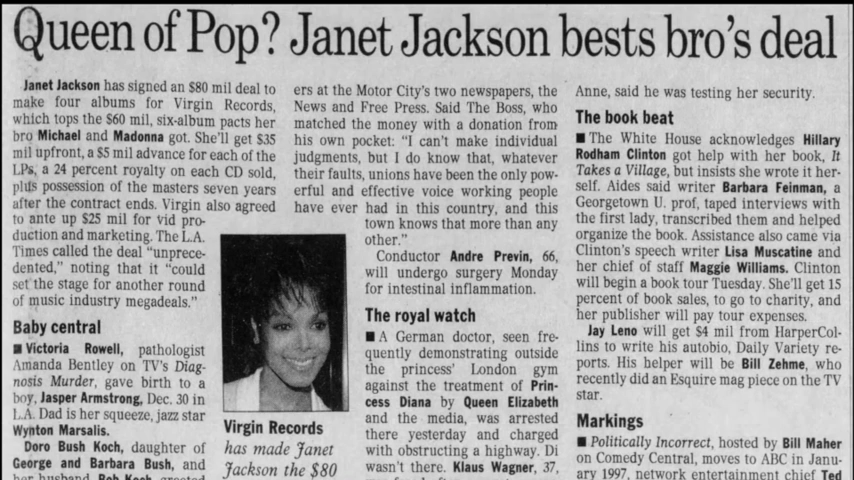 Queen of Pop? Janet Jackson bests bro's deal
Janet Jackson has signed an $80 mil deal to
make four albums for Virgin Records,
which tops the $60 mil, six-album pacts her
bro Michael and Madonna got. She'll get $35
mil upfront, a $5 mil advance for each of the
LPs, a 24 percent royalty on each CD sold,
plus possession of the masters seven years
after the contract ends. Virgin also agreed
to ante up $25 mil for vid pro-
duction and marketing. The L.A.
Times called the deal "unprece-
dented," noting that it "could
set the stage for another round
of music industry megadeals."
Baby central
■ Victoria Rowell, pathologist
Amanda Bentley on TV's Diag-
nosis Murder, gave birth to a
boy, Jasper Armstrong, Dec. 30 in
L.A. Dad is her squeeze, jazz star
Wynton Marsalis.
Doro Bush Koch, daughter of
George and Barbara Bush, and
her husband, Bob Koch, greeted
Virgin Records
has made Janet
Jackson the $80
ers at the Motor City's two newspapers, the
News and Free Press. Said The Boss, who
matched the money with a donation from
his own pocket: "I can't make individual
judgments, but I do know that, whatever
their faults, unions have been the only pow-
erful and effective voice working people
have ever had in this country, and this
town knows that more than any
other."
Conductor Andre Previn, 66,
will undergo surgery Monday
for intestinal inflammation.
The royal watch
■ A German doctor, seen fre-
quently demonstrating outside
the princess' London gym
against the treatment of Prin-
cess Diana by Queen Elizabeth
and the media, was arrested
there yesterday and charged
with obstructing a highway. Di
wasn't there. Klaus Wagner, 37,
Anne, said he was testing her security.
The book beat
■ The White House acknowledges Hillary
Rodham Clinton got help with her book, It
Takes a Village, but insists she wrote it her-
self. Aides said writer Barbara Feinman, a
Georgetown U. prof, taped interviews with
the first lady, transcribed them and helped
organize the book. Assistance also came via
Clinton's speech writer Lisa Muscatine and
her chief of staff Maggie Williams. Clinton
will begin a book tour Tuesday. She'll get 15
percent of book sales, to go to charity, and
her publisher will pay tour expenses.
Jay Leno will get $4 mil from HarperCol-
lins to write his autobio, Daily Variety re-
ports. His helper will be Bill Zehme, who
recently did an Esquire mag piece on the TV
star.
Markings
■ Politically Incorrect, hosted by Bill Maher
on Comedy Central, moves to ABC in Janu-
ary 1997, network entertainment chief Ted